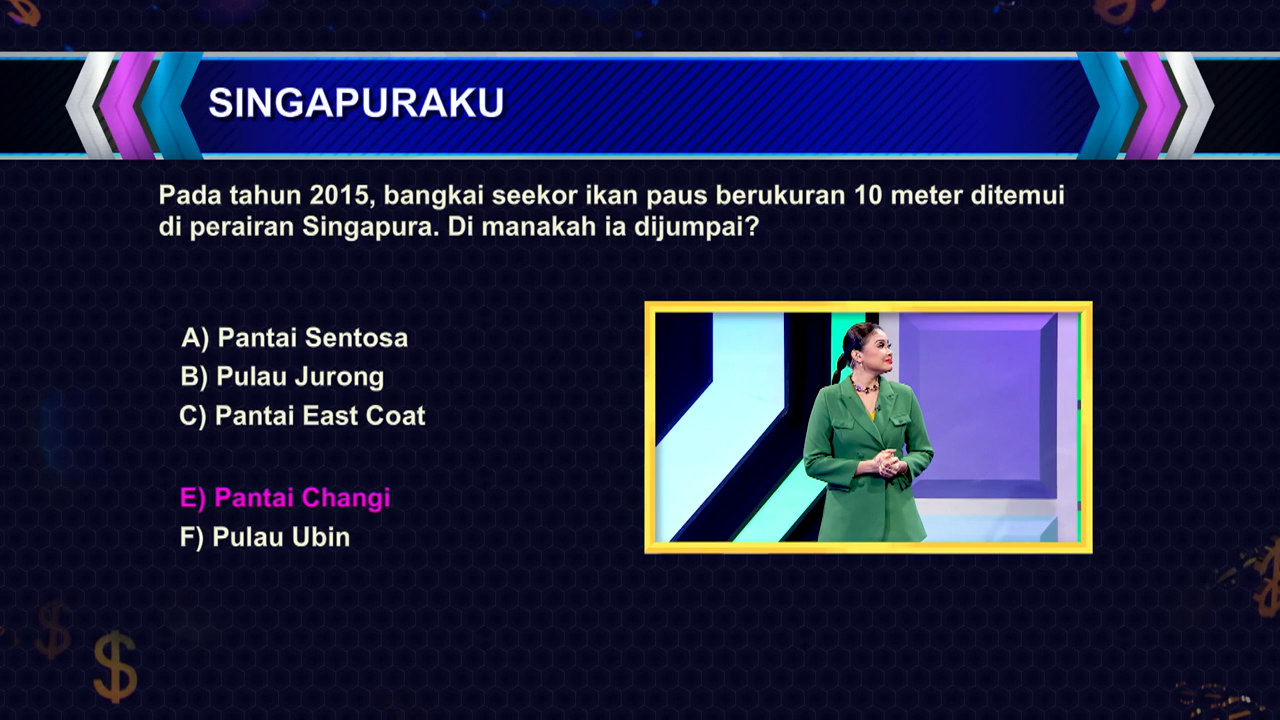 SINGAPURAKU
Pada tahun 2015, bangkai seekor ikan paus berukuran 10 meter ditemui
di perairan Singapura. Di manakah ia dijumpai?
A) Pantai Sentosa
B) Pulau Jurong
C) Pantai East Coat
E) Pantai Changi
F) Pulau Ubin
$
$